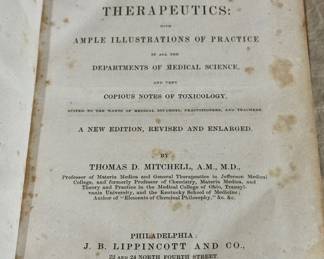 THERAPEUTICS:
WITH
AMPLE ILLUSTRATIONS OF PRACTICE
IN ALL THE
DEPARTMENTS OF MEDICAL SCIENCE,
AND VERY
COPIOUS NOTES OF TOXICOLOGY,
SUITED TO THE WANTS OF MEDICAL STUDENTS, PRACTITIONERS, AND TEACHERS.
A NEW EDITION, REVISED AND ENLARGED.
BY
THOMAS D. MITCHELL, A.M., M.D.,
Professor of Materia Medica and General Therapeutics in Jefferson Medical
College, and formerly Professor of Chemistry, Materia Medica, and
Theory and Practice in the Medical College of Ohio, Transyl-
vania University, and the Kentucky School of Medicine;
Author of "Elements of Chemical Philosophy," &c. &c.
PHILADELPHIA:
J. B. LIPPINCOTT AND CO.,
22 AND 24 NORTH FOURTH STREET